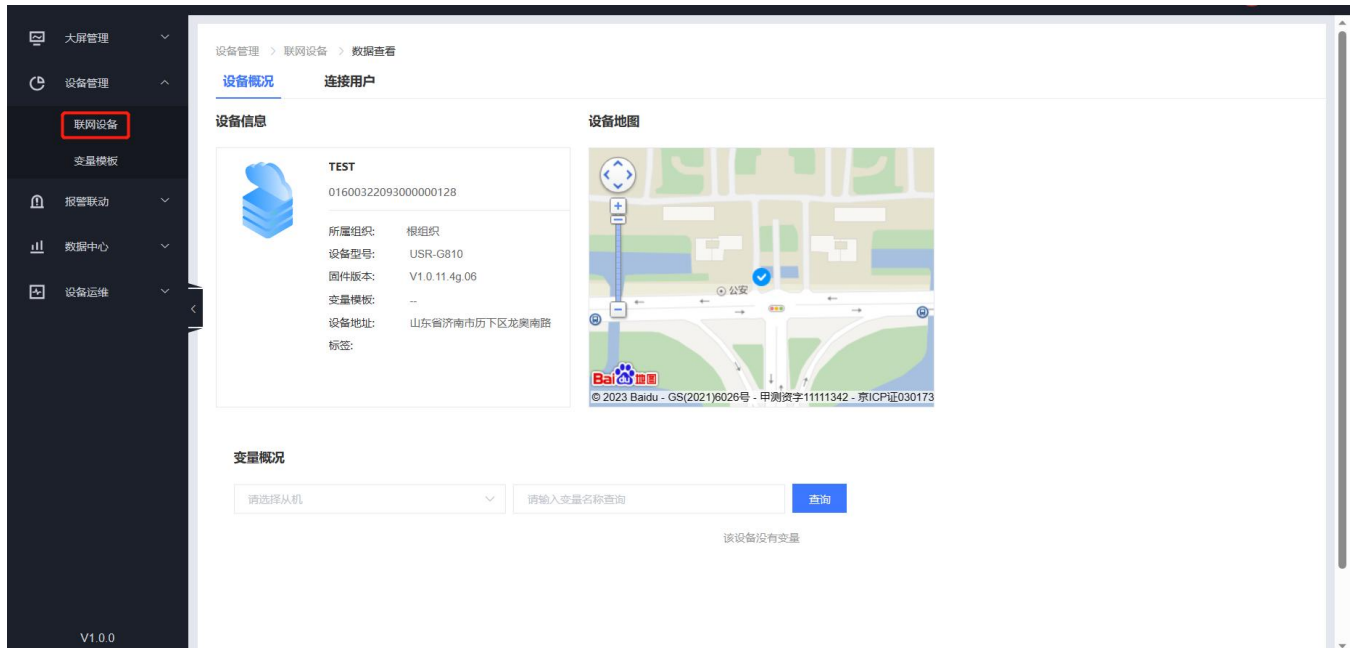 大屏管理
设备管理
联网设备
变量模板
报警联动
数据中心
设备运维
V1.0.0
设备管理 > 联网设备 > 数据查看
设备概况 连接用户
设备信息
TEST
01600322093000000128
所属组织: 根组织
设备型号: USR-G810
固件版本: V1.0.11.4g.06
变量模板: --
设备地址: 山东省济南市历下区龙奥南路
标签:
设备地图
公安
Bai du 地图
© 2023 Baidu - GS(2021)6026号 - 甲测资字11111342 - 京ICP证030173
变量概况
请选择从机 请输入变量名称查询 查询
该设备没有变量